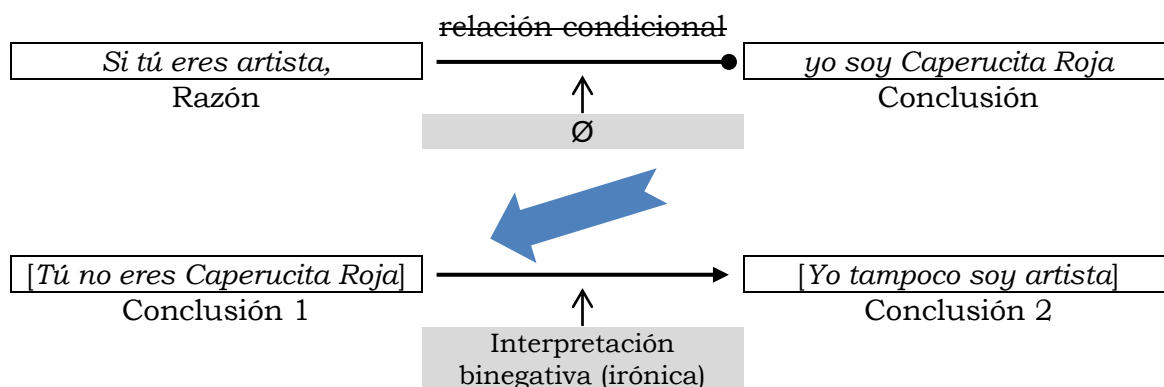 relación condicional
Si tú eres artista,
yo soy Caperucita Roja
Razón
Conclusión
Ø
[Tú no eres Caperucita Roja]
[Yo tampoco soy artista]
Conclusión 1
Conclusión 2
Interpretación
binegativa (irónica)